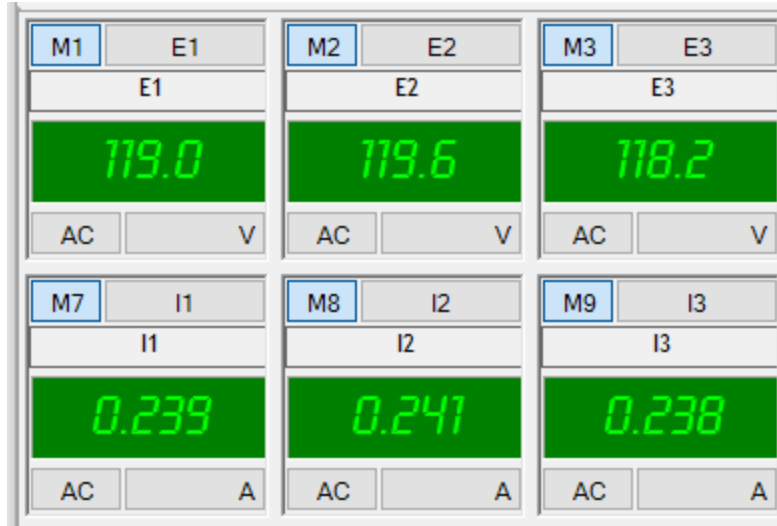 M1 E1 M2 E2 M3 E3
E1 E2 E3
119.0 119.6 118.2
AC V AC V AC V
M7 I1 M8 I2 M9 I3
I1 I2 I3
0.239 0.241 0.238
AC A AC A AC A